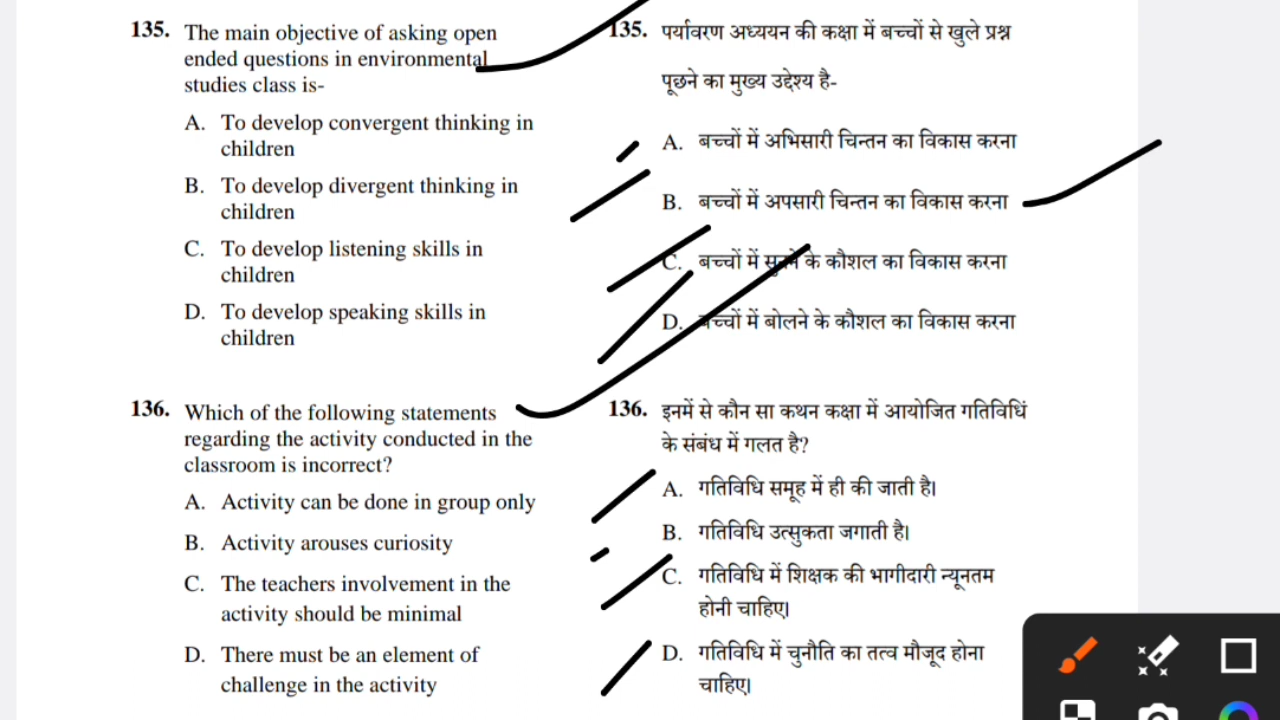 135. The main objective of asking open
ended questions in environmental
studies class is-
A. To develop convergent thinking in
children
B. To develop divergent thinking in
children
C. To develop listening skills in
children
D. To develop speaking skills in
children
136. Which of the following statements
regarding the activity conducted in the
classroom is incorrect?
A. Activity can be done in group only
B. Activity arouses curiosity
C. The teachers involvement in the
activity should be minimal
D. There must be an element of
challenge in the activity
135. पर्यावरण अध्ययन की कक्षा में बच्चों से खुले प्रश्न
पूछने का मुख्य उद्देश्य है-
A. बच्चों में अभिसारी चिन्तन का विकास करना
B. बच्चों में अपसारी चिन्तन का विकास करना
C. बच्चों में सुनने के कौशल का विकास करना
D. बच्चों में बोलने के कौशल का विकास करना
136. इनमें से कौन सा कथन कक्षा में आयोजित गतिविधिं
के संबंध में गलत है?
A. गतिविधि समूह में ही की जाती है।
B. गतिविधि उत्सुकता जगाती है।
C. गतिविधि में शिक्षक की भागीदारी न्यूनतम
होनी चाहिए।
D. गतिविधि में चुनौति का तत्व मौजूद होना
चाहिए।